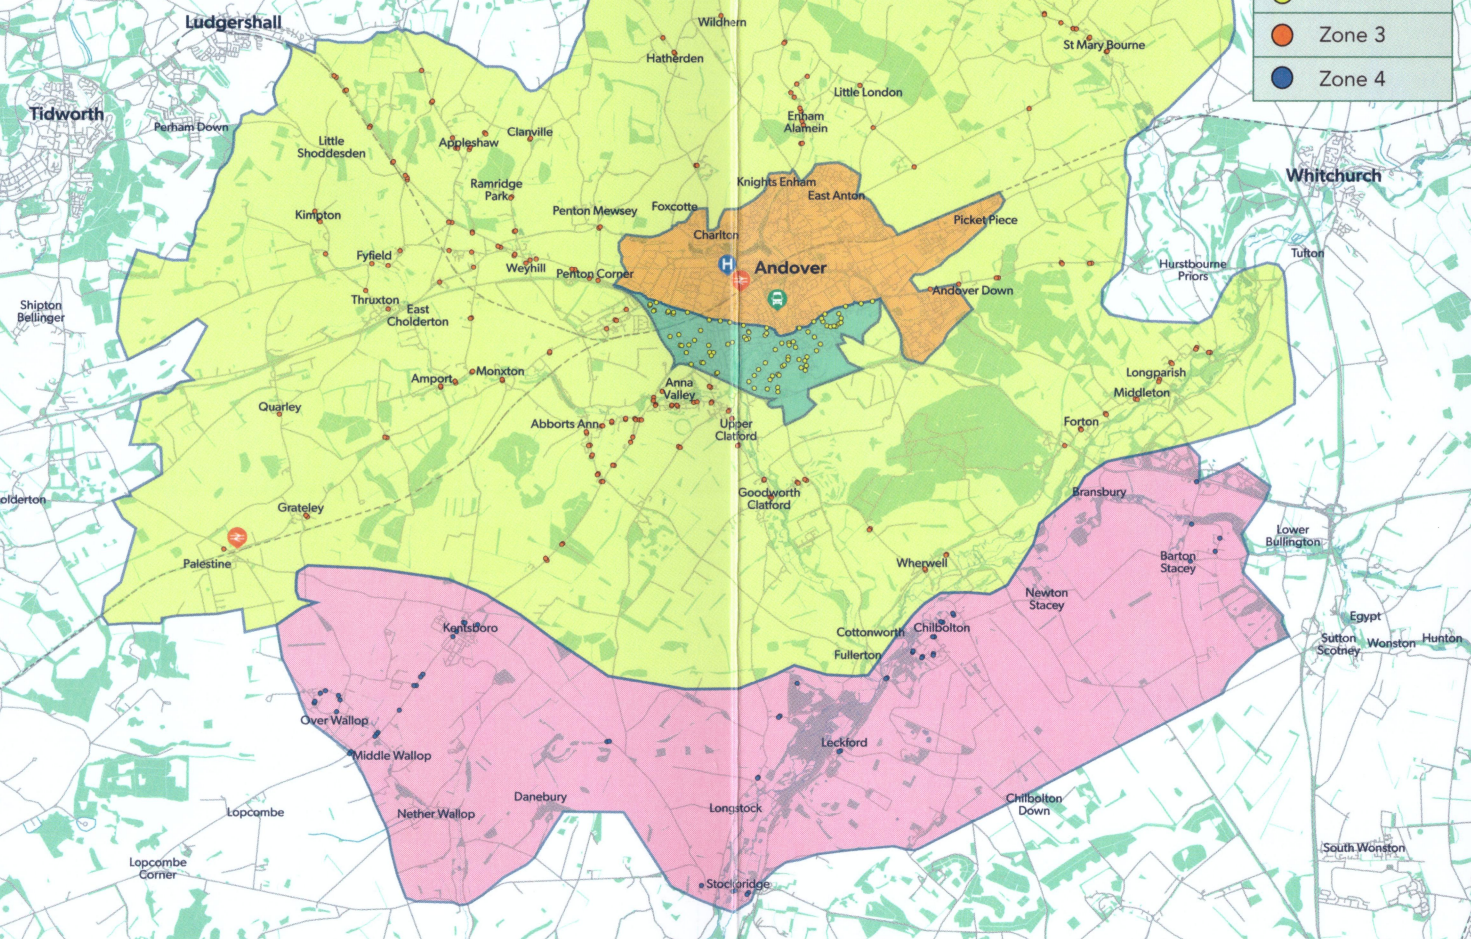 Ludgershall
Wildhern
Zone 3
St Mary Bourne
Hatherden
Zone 4
Little London
Tidworth
Perham Down
Enham
Alamein
Clanville
Little
Shoddesden
Appleshaw
Whitchurch
Knights Enham
Ramridge
Park
East Anton
Foxcotte
Penton Mewsey
Kimpton
Picket Piece
Charlton
Tufton
Fyfield
H
Andover
Weyhill
Penton Corner
Hurstbourne
Priors
Andover Down
Thruxton
Shipton
Bellinger
East
Cholderton
Longparish
Amport
Monxton
Anna
Valley
Middleton
Quarley
Abborts Ann
Upper
Clatford
Forton
Bransbury
Goodworth
Clatford
olderton
Grateley
Lower
Bullington
Palestine
Wherwell
Barton
Stacey
Newton
Stacey
Egypt
Kentsboro
Cottonworth
Chilbolton
Sutton
Scotney
Wonston
Hunton
Fullerton
Over Wallop
Leckford
Middle Wallop
Danebury
Chilbolton
Down
Longstock
Lopcombe
Nether Wallop
South Wonston
Lopcombe
Corner
Stockbridge